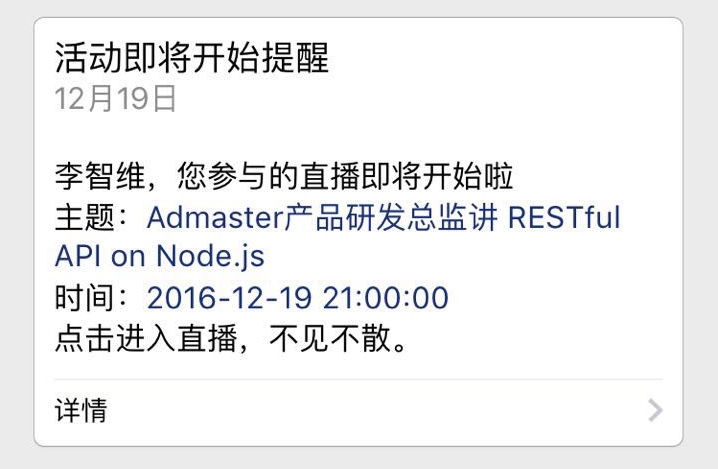 活动即将开始提醒
12月19日
李智维，您参与的直播即将开始啦
主题：Admaster产品研发总监讲 RESTful
API on Node.js
时间：2016-12-19 21:00:00
点击进入直播，不见不散。
详情